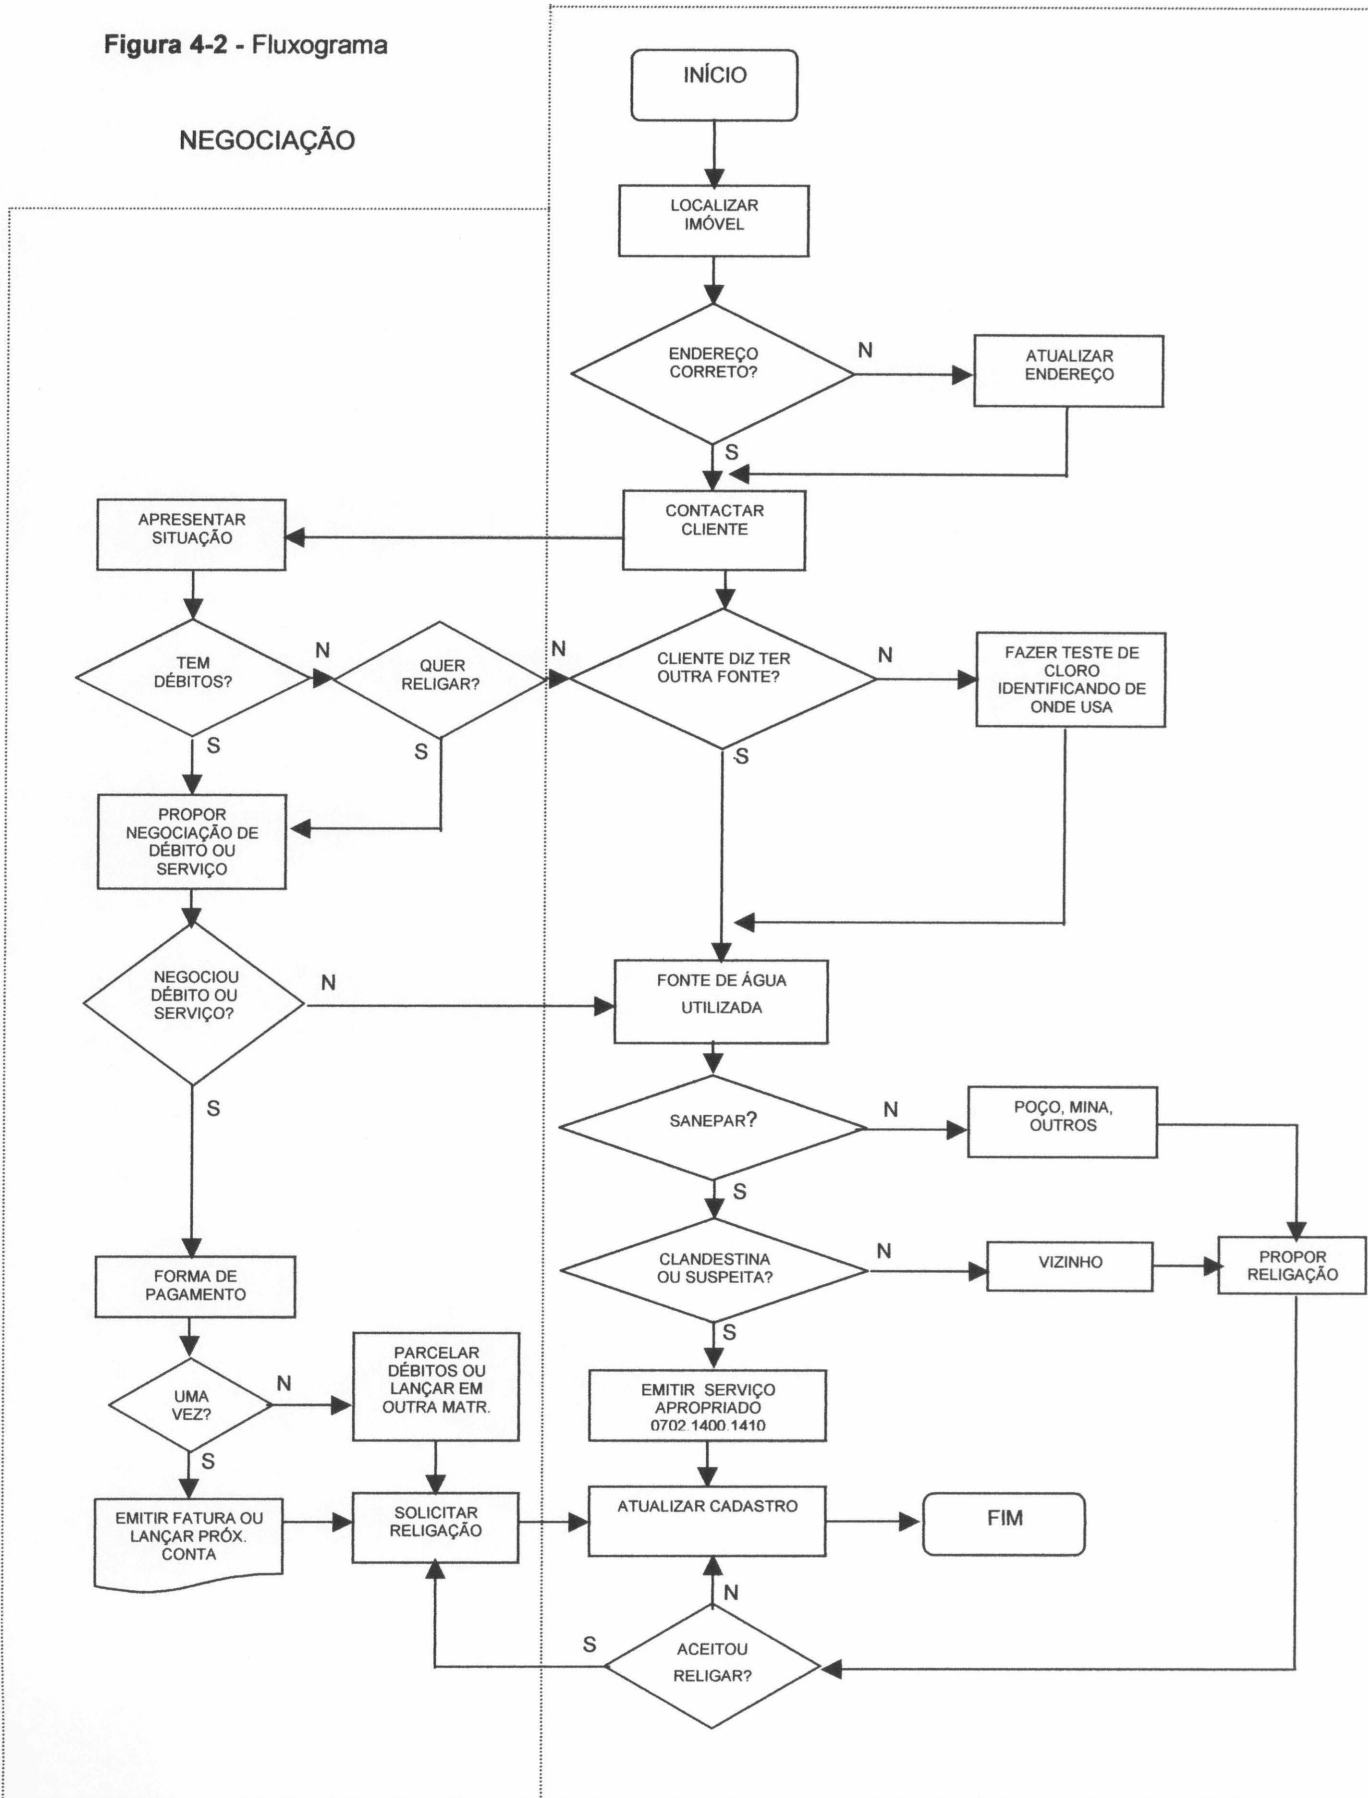 Figura 4-2 - Fluxograma
NEGOCIAÇÃO
INÍCIO
LOCALIZAR
IMÓVEL
ENDEREÇO
CORRETO?
N
ATUALIZAR
ENDEREÇO
S
CONTACTAR
CLIENTE
APRESENTAR
SITUAÇÃO
TEM
DÉBITOS?
N
QUER
RELIGAR?
N
CLIENTE DIZ TER
OUTRA FONTE?
N
FAZER TESTE DE
CLORO
IDENTIFICANDO DE
ONDE USA
S
S
S
PROPOR
NEGOCIAÇÃO DE
DÉBITO OU
SERVIÇO
NEGOCIOU
DÉBITO OU
SERVIÇO?
N
FONTE DE ÁGUA
UTILIZADA
S
SANEPAR?
N
POÇO, MINA,
OUTROS
S
CLANDESTINA
OU SUSPEITA?
N
VIZINHO
PROPOR
RELIGAÇÃO
S
FORMA DE
PAGAMENTO
UMA
VEZ?
N
PARCELAR
DÉBITOS OU
LANÇAR EM
OUTRA MATR.
EMITIR SERVIÇO
APROPRIADO
0702.1400.1410
S
EMITIR FATURA OU
LANÇAR PRÓX.
CONTA
SOLICITAR
RELIGAÇÃO
ATUALIZAR CADASTRO
FIM
N
S
ACEITOU
RELIGAR?